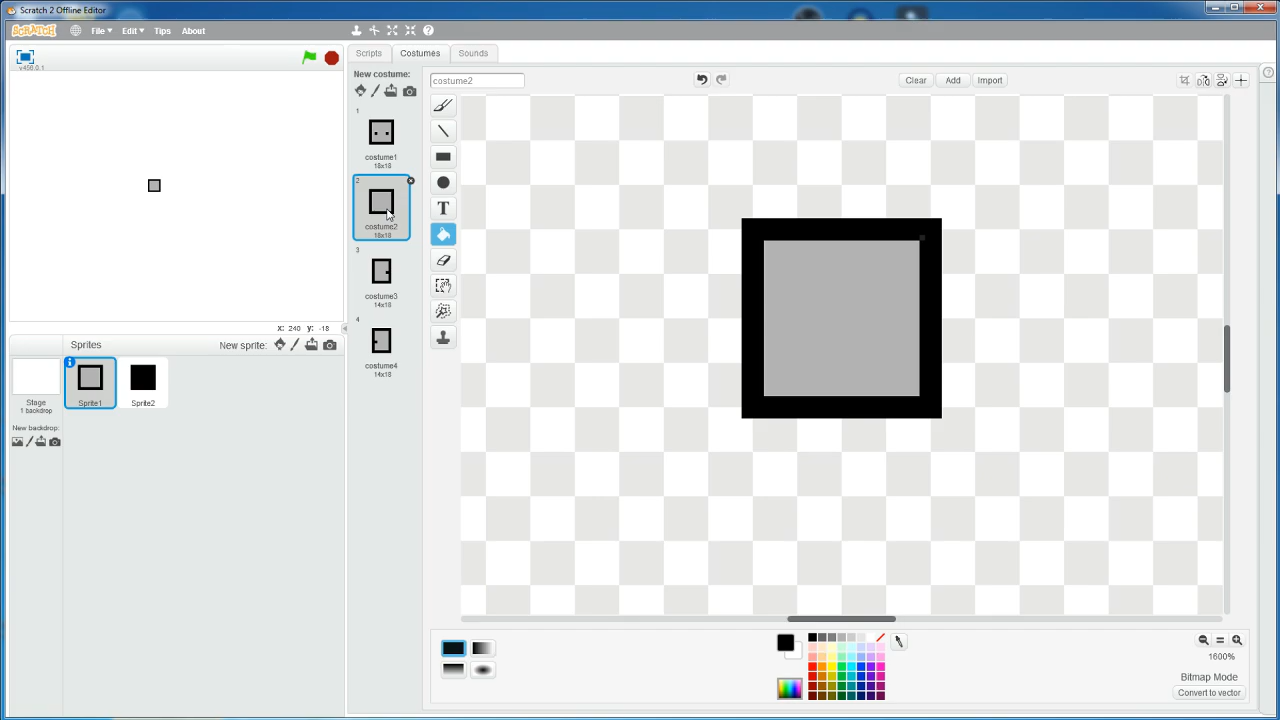 Scratch 2 Offline Editor
SCRATCH File Edit Tips About
v458.0.1
Scripts Costumes Sounds
New costume:
costume2
Clear Add Import
1
costume1
18x18
2
costume2
18x18
3
costume3
14x18
4
costume4
14x18
X: 240 y: -18
Sprites New sprite:
Stage
1 backdrop
Sprite1
Sprite2
New backdrop:
T
1600%
Bitmap Mode
Convert to vector